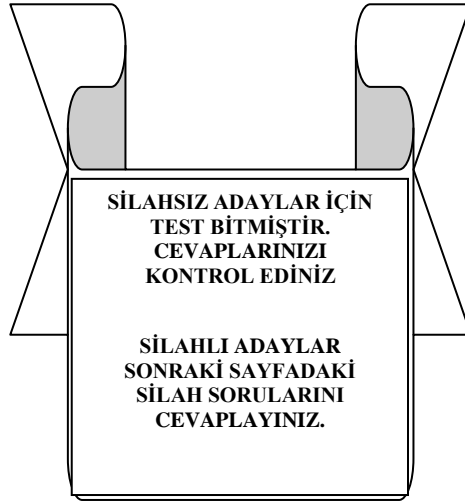 SİLAHSIZ ADAYLAR İÇİN
TEST BİTMİŞTİR.
CEVAPLARINIZI
KONTROL EDİNİZ
SİLAHLI ADAYLAR
SONRAKİ SAYFADAKİ
SİLAH SORULARINI
CEVAPLAYINIZ.